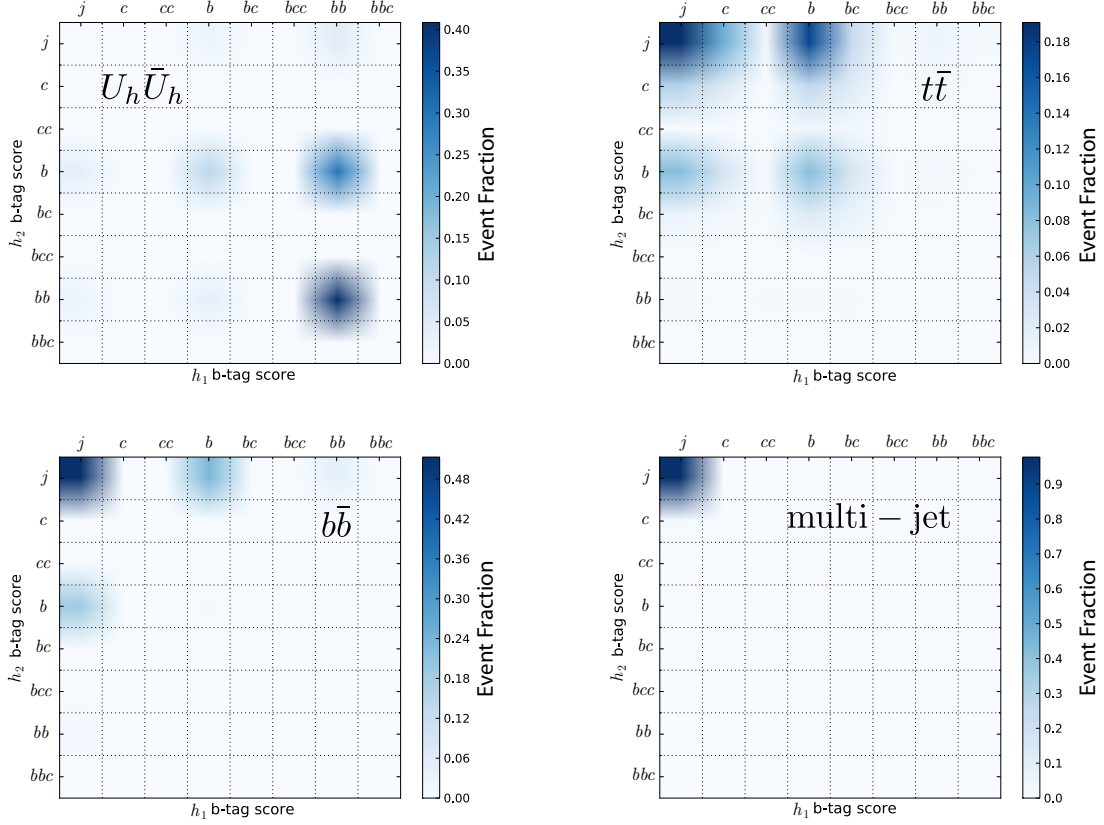 j c cc b bc bcc bb bbc
j
c
cc
b
bc
bcc
bb
bbc
h₂ b-tag score
h₁ b-tag score
U_h Ū_h
0.40
0.35
0.30
0.25
0.20
0.15
0.10
0.05
0.00
Event Fraction
j c cc b bc bcc bb bbc
j
c
cc
b
bc
bcc
bb
bbc
h₂ b-tag score
h₁ b-tag score
tt̄
0.18
0.16
0.14
0.12
0.10
0.08
0.06
0.04
0.02
0.00
Event Fraction
j c cc b bc bcc bb bbc
j
c
cc
b
bc
bcc
bb
bbc
h₂ b-tag score
h₁ b-tag score
bb̄
0.48
0.42
0.36
0.30
0.24
0.18
0.12
0.06
0.00
Event Fraction
j c cc b bc bcc bb bbc
j
c
cc
b
bc
bcc
bb
bbc
h₂ b-tag score
h₁ b-tag score
multi − jet
0.9
0.8
0.7
0.6
0.5
0.4
0.3
0.2
0.1
0.0
Event Fraction